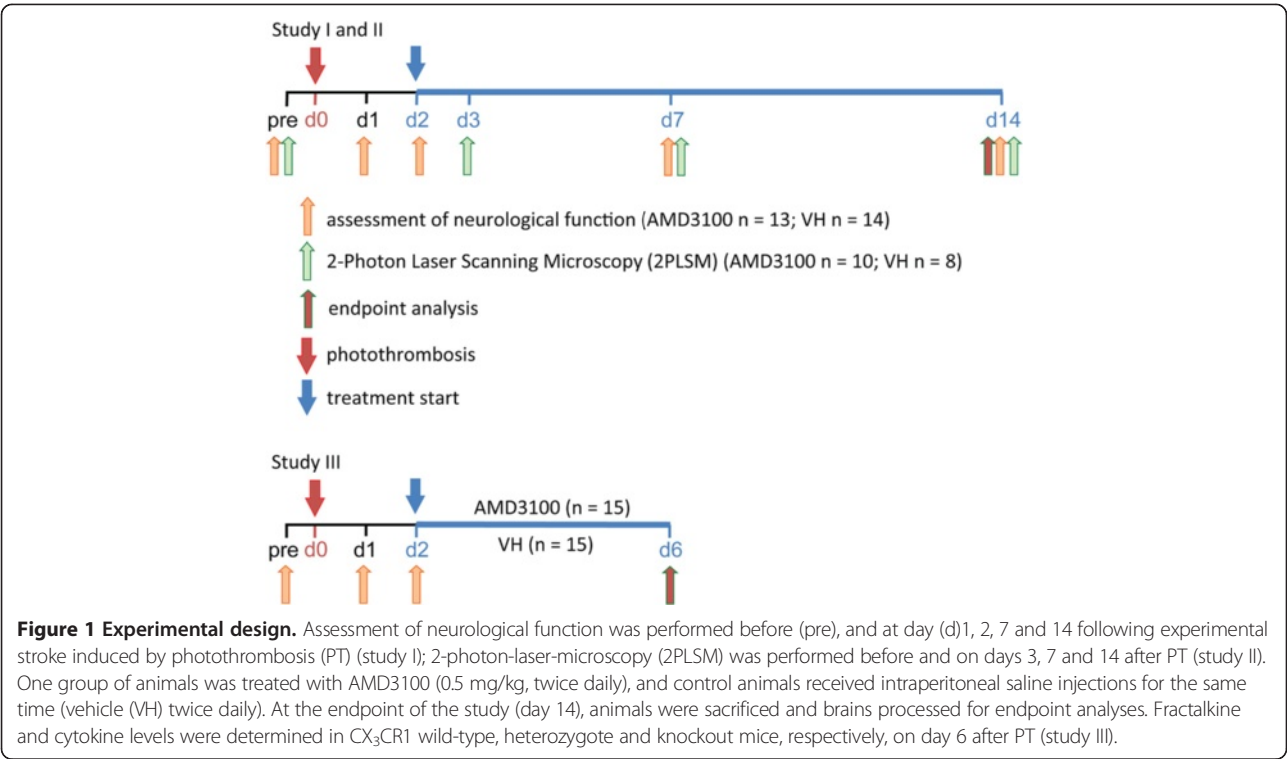 Study I and II
pre d0 d1 d2 d3 d7 d14
assessment of neurological function (AMD3100 n = 13; VH n = 14)
2-Photon Laser Scanning Microscopy (2PLSM) (AMD3100 n = 10; VH n = 8)
endpoint analysis
photothrombosis
treatment start
Study III
AMD3100 (n = 15)
VH (n = 15)
pre d0 d1 d2 d6
Figure 1 Experimental design. Assessment of neurological function was performed before (pre), and at day (d)1, 2, 7 and 14 following experimental
stroke induced by photothrombosis (PT) (study I); 2-photon-laser-microscopy (2PLSM) was performed before and on days 3, 7 and 14 after PT (study II).
One group of animals was treated with AMD3100 (0.5 mg/kg, twice daily), and control animals received intraperitoneal saline injections for the same
time (vehicle (VH) twice daily). At the endpoint of the study (day 14), animals were sacrificed and brains processed for endpoint analyses. Fractalkine
and cytokine levels were determined in CX₃CR1 wild-type, heterozygote and knockout mice, respectively, on day 6 after PT (study III).